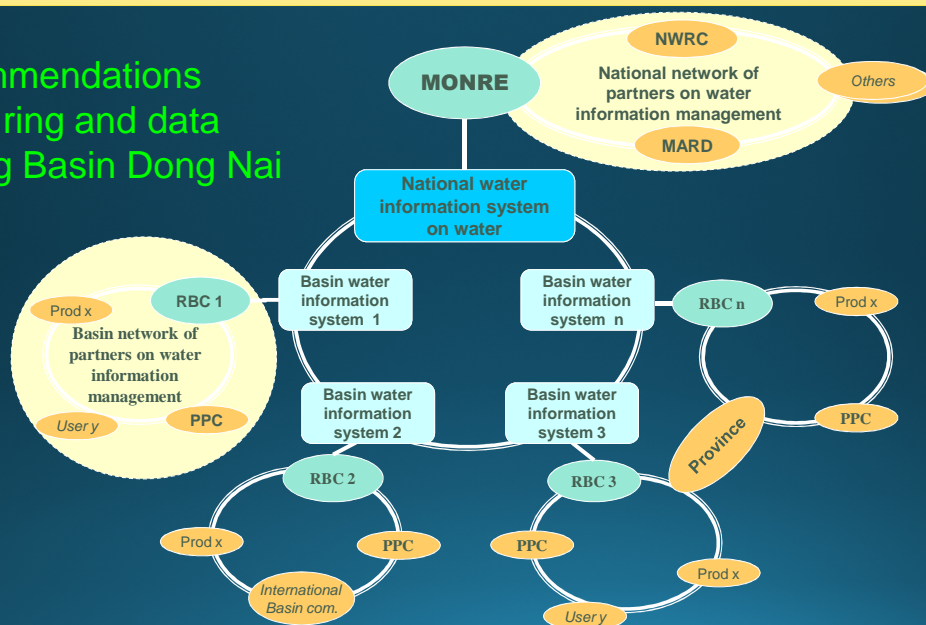 mmendations
ring and data
g Basin Dong Nai
MONRE
NWRC
National network of
partners on water
information management
Others
MARD
National water
information system
on water
Basin water
information
system 1
Basin water
information
system n
RBC 1
Prod x
Basin network of
partners on water
information
management
User y
PPC
RBC n
Prod x
PPC
Province
Basin water
information
system 2
Basin water
information
system 3
RBC 2
Prod x
PPC
International
Basin com.
RBC 3
PPC
Prod x
User y